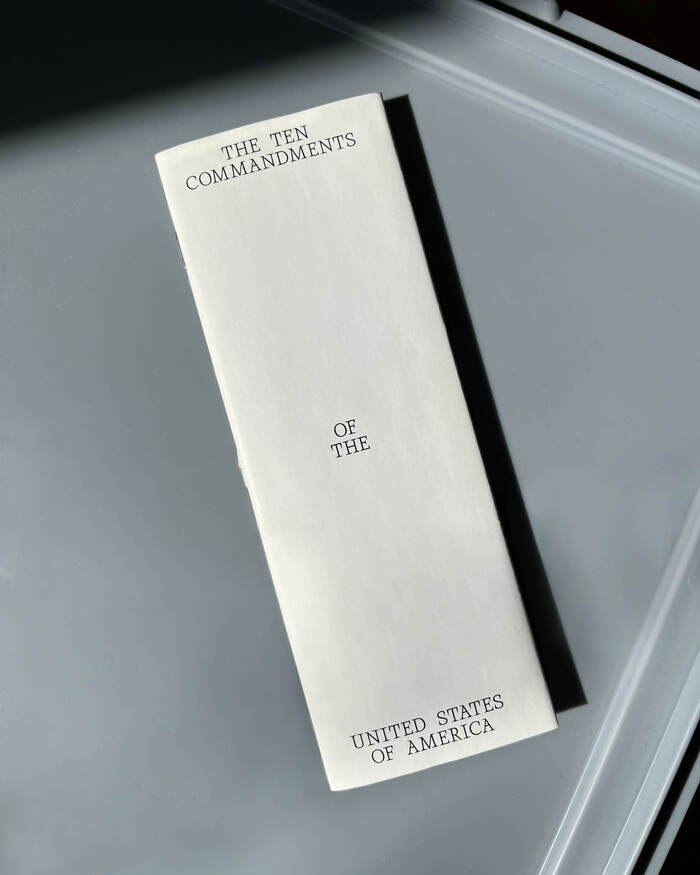 THE TEN
COMMANDMENTS
OF
THE
UNITED STATES
OF AMERICA